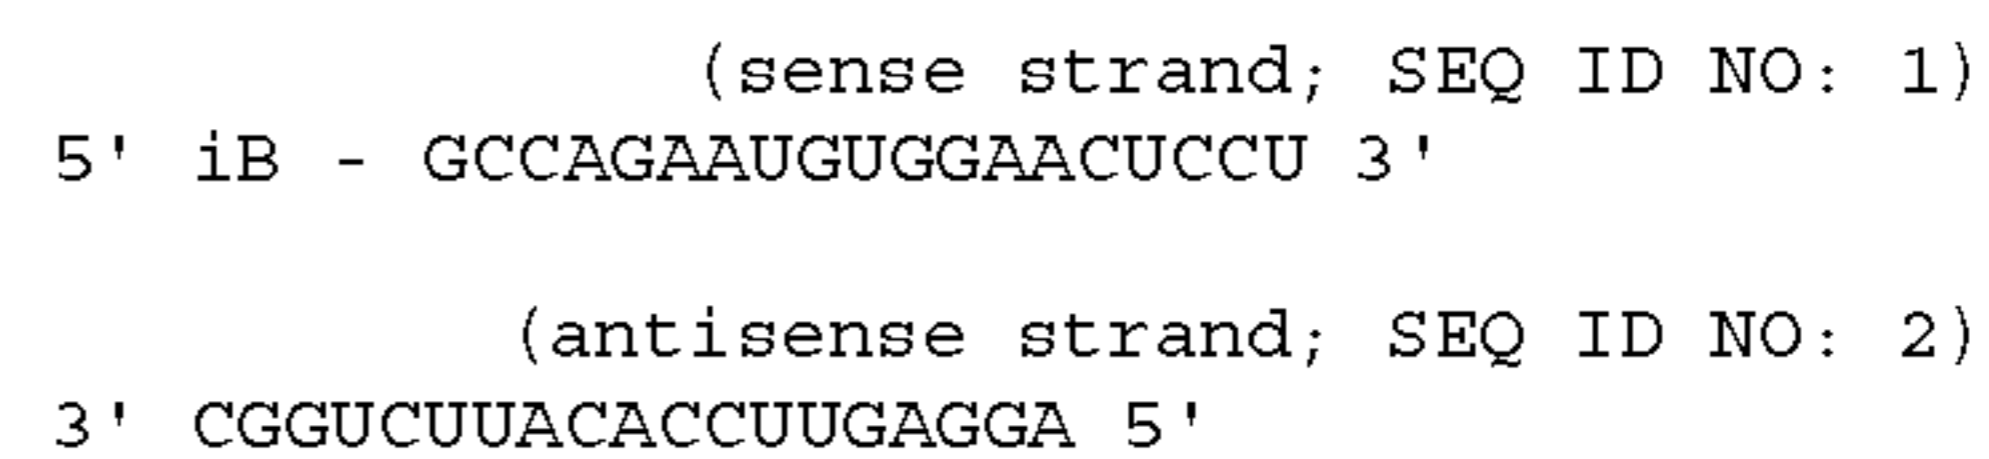 (sense strand; SEQ ID NO: 1)
5' iB - GCCAGAAUGUGGAACUCCU 3'
(antisense strand; SEQ ID NO: 2)
3' CGGUCUUACACCUUGAGGA 5'